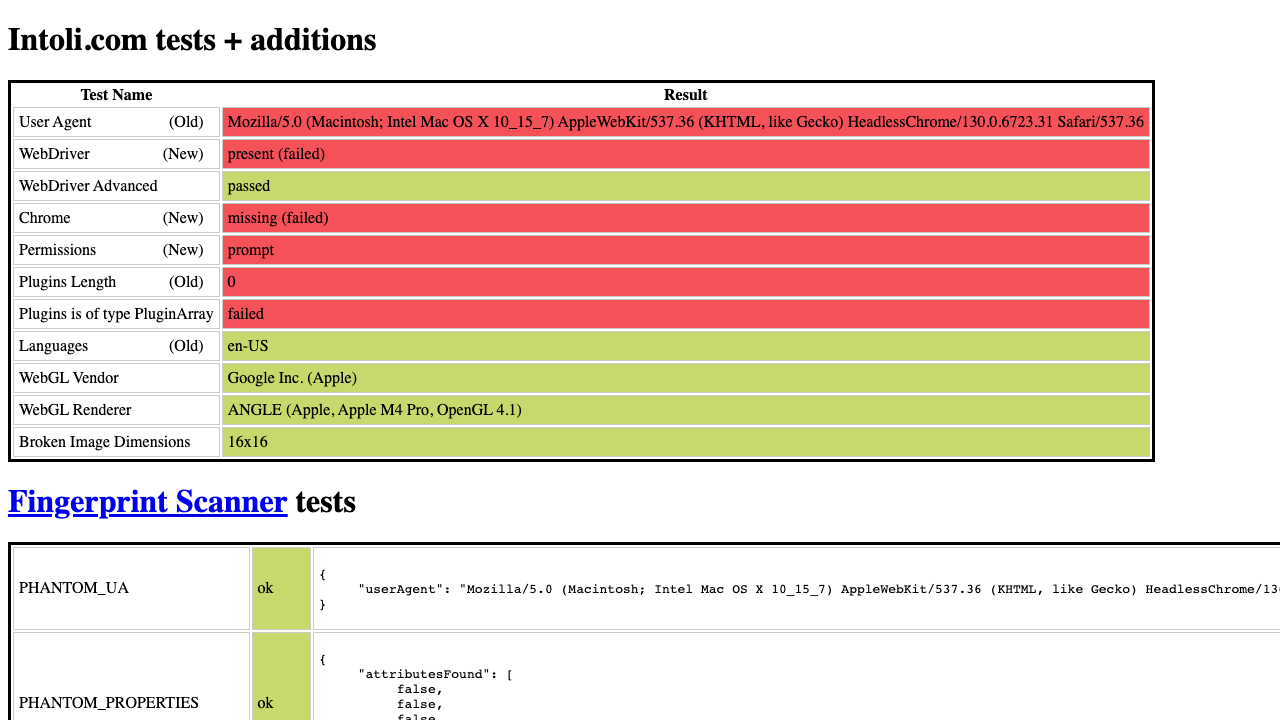 Intoli.com tests + additions
Test Name Result
User Agent (Old) Mozilla/5.0 (Macintosh; Intel Mac OS X 10_15_7) AppleWebKit/537.36 (KHTML, like Gecko) HeadlessChrome/130.0.6723.31 Safari/537.36
WebDriver (New) present (failed)
WebDriver Advanced passed
Chrome (New) missing (failed)
Permissions (New) prompt
Plugins Length (Old) 0
Plugins is of type PluginArray failed
Languages (Old) en-US
WebGL Vendor Google Inc. (Apple)
WebGL Renderer ANGLE (Apple, Apple M4 Pro, OpenGL 4.1)
Broken Image Dimensions 16x16
Fingerprint Scanner tests
{
PHANTOM_UA ok "userAgent": "Mozilla/5.0 (Macintosh; Intel Mac OS X 10_15_7) AppleWebKit/537.36 (KHTML, like Gecko) HeadlessChrome/13
}
{
"attributesFound": [
false,
PHANTOM_PROPERTIES ok false,
false